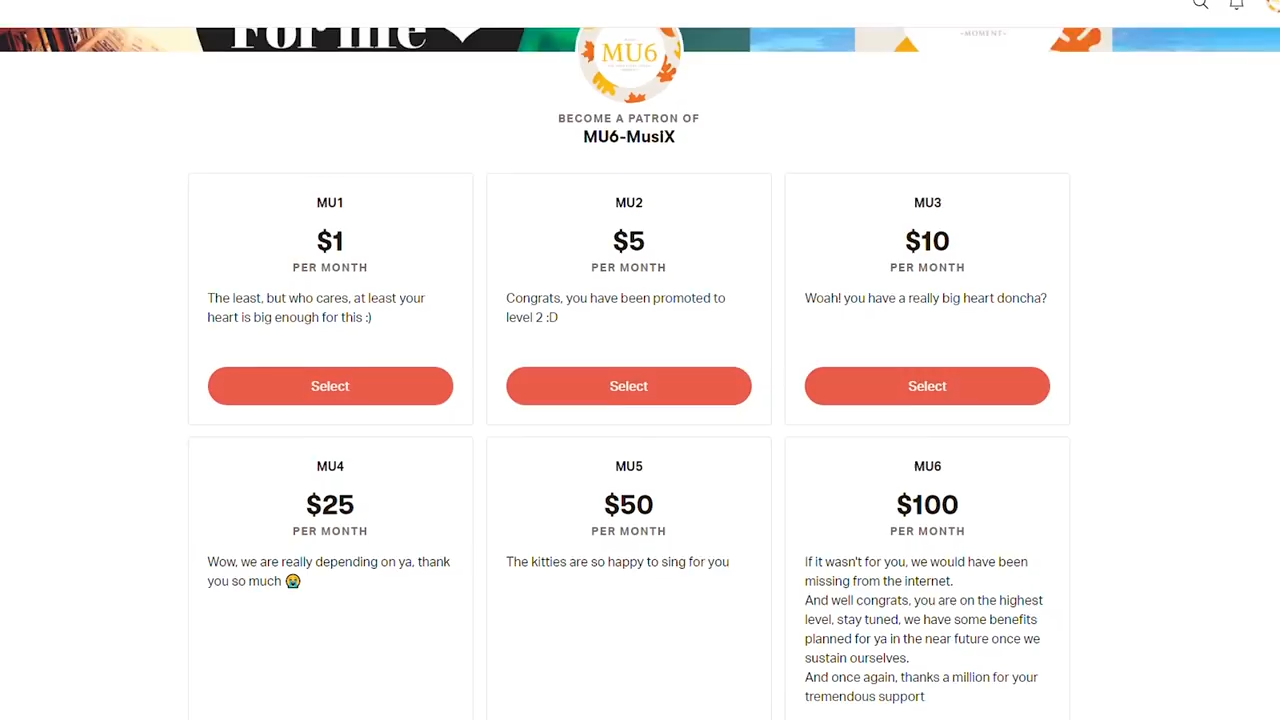 For me
-MOMENT-
MU6
BECOME A PATRON OF
MU6-MusIX
MU1
$1
PER MONTH
The least, but who cares, at least your
heart is big enough for this :)
Select
MU2
$5
PER MONTH
Congrats, you have been promoted to
level 2 :D
Select
MU3
$10
PER MONTH
Woah! you have a really big heart doncha?
Select
MU4
$25
PER MONTH
Wow, we are really depending on ya, thank
you so much 😭
MU5
$50
PER MONTH
The kitties are so happy to sing for you
MU6
$100
PER MONTH
If it wasn't for you, we would have been
missing from the internet.
And well congrats, you are on the highest
level, stay tuned, we have some benefits
planned for ya in the near future once we
sustain ourselves.
And once again, thanks a million for your
tremendous support